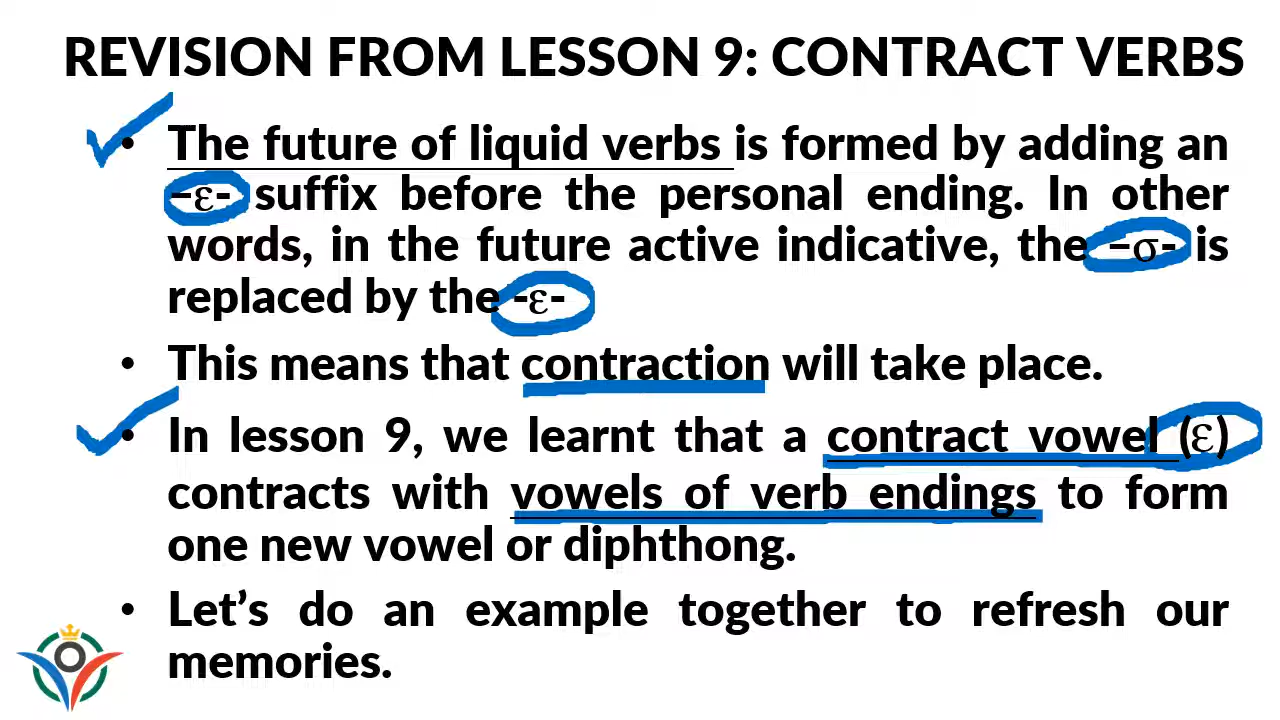 REVISION FROM LESSON 9: CONTRACT VERBS
• The future of liquid verbs is formed by adding an
–ε- suffix before the personal ending. In other
words, in the future active indicative, the –σ- is
replaced by the -ε-
• This means that contraction will take place.
• In lesson 9, we learnt that a contract vowel (ε)
contracts with vowels of verb endings to form
one new vowel or diphthong.
• Let’s do an example together to refresh our
memories.